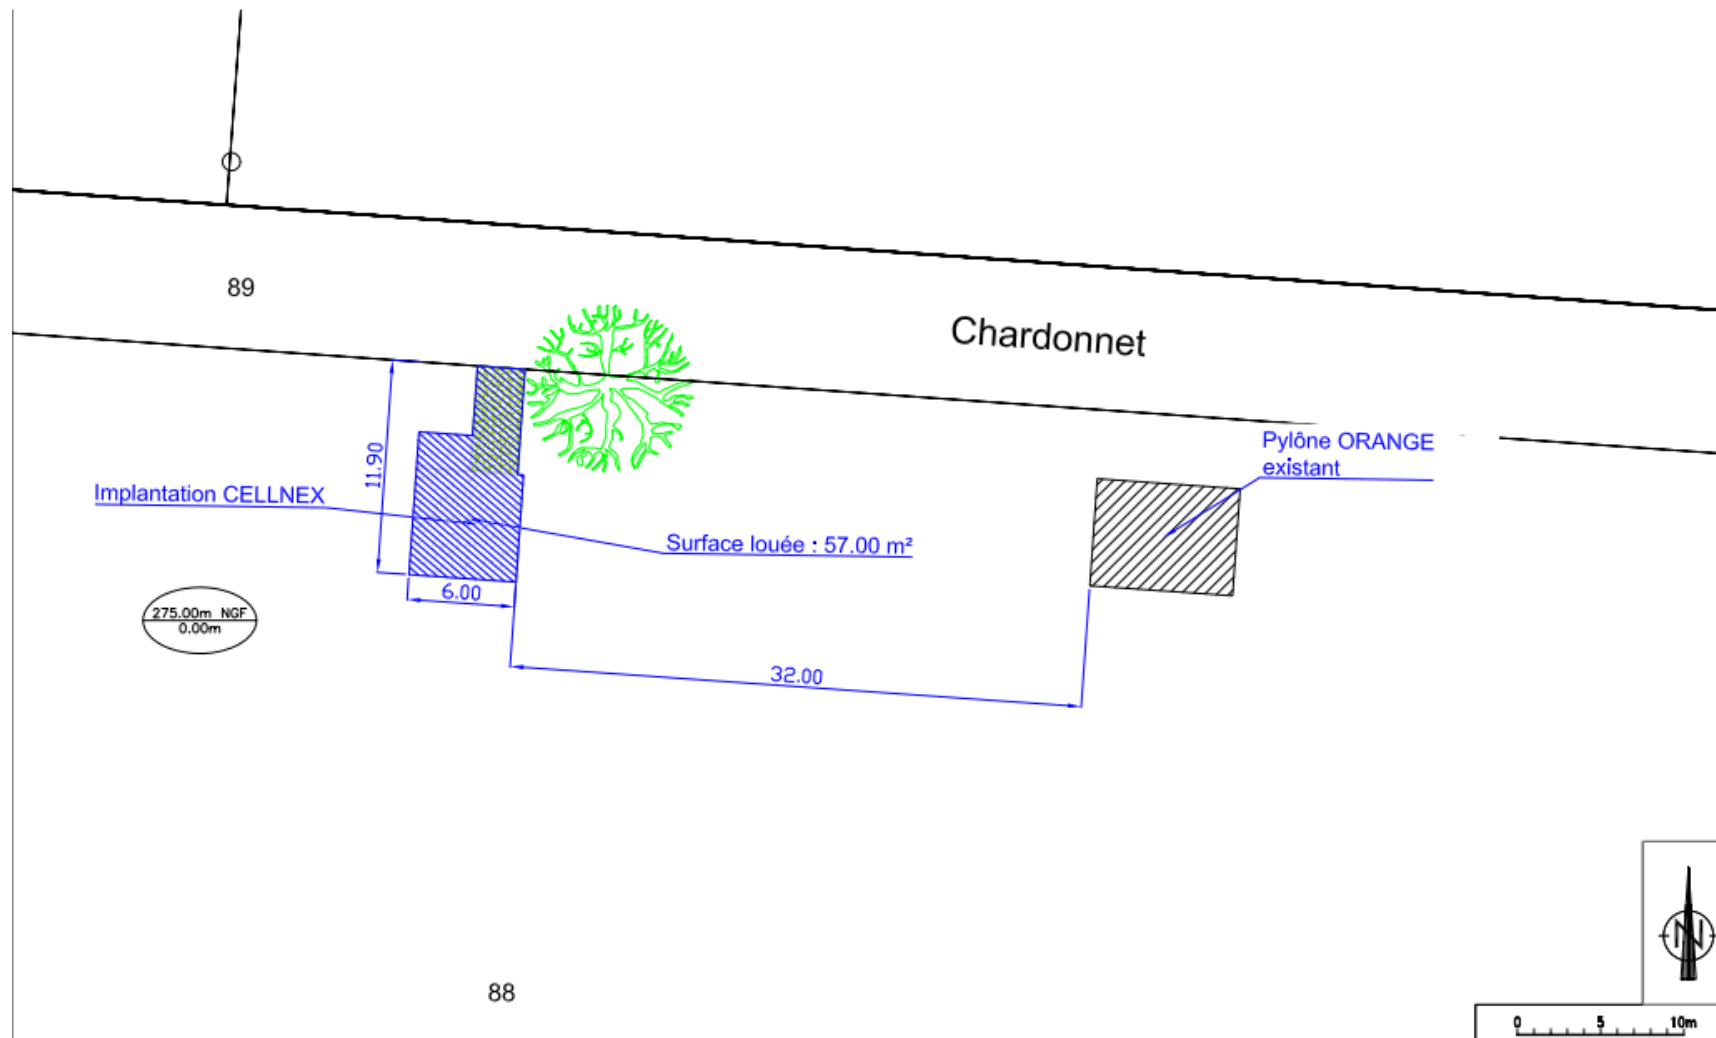 89
Chardonnet
Pylône ORANGE
existant
11.90
Implantation CELLNEX
Surface louée : 57.00 m²
6.00
275.00m NGF
0.00m
32.00
88
N
0 5 10m